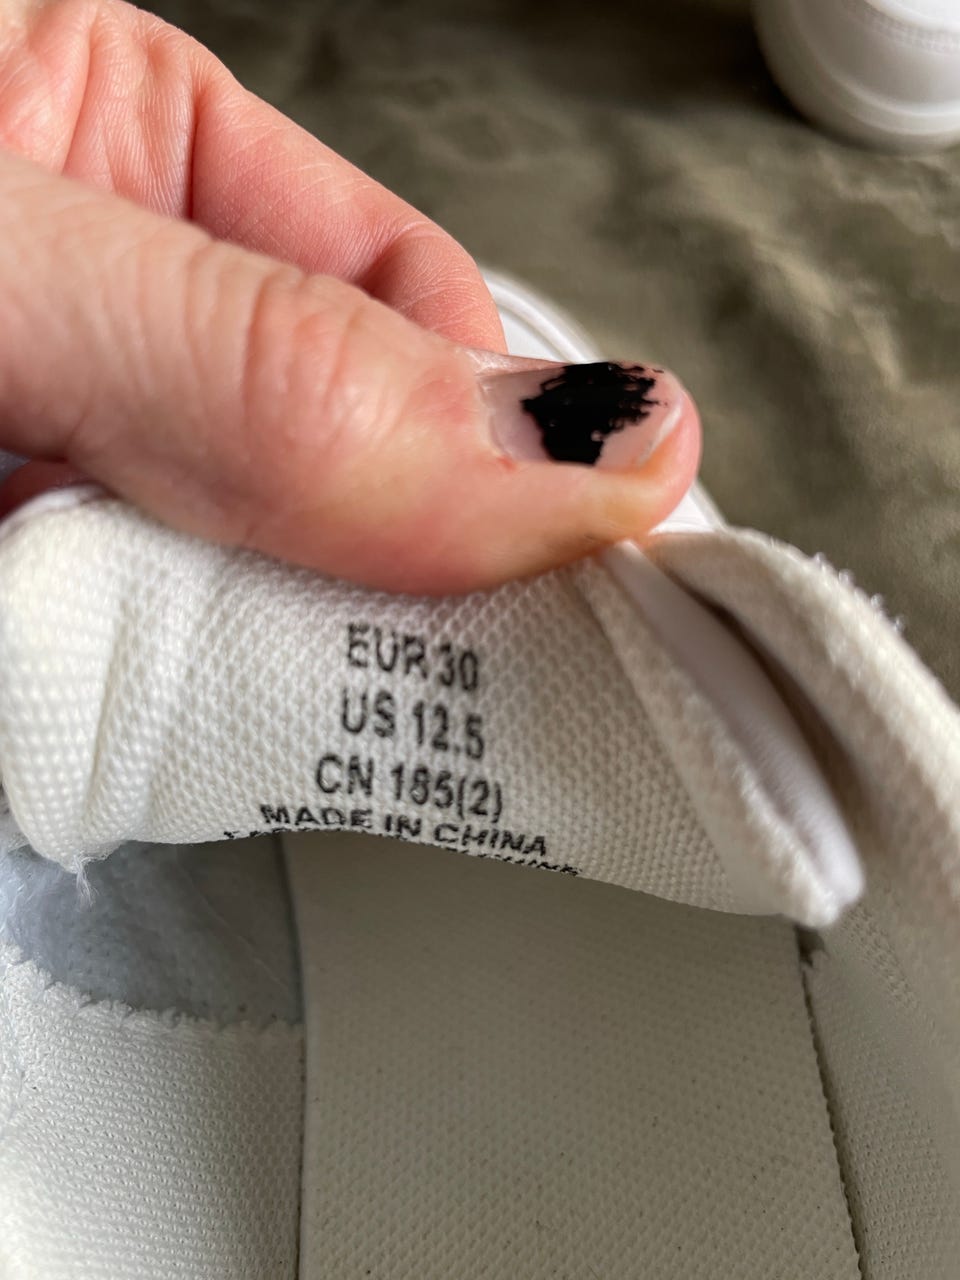 EUR 30
US 12.5
CN 185(2)
MADE IN CHINA